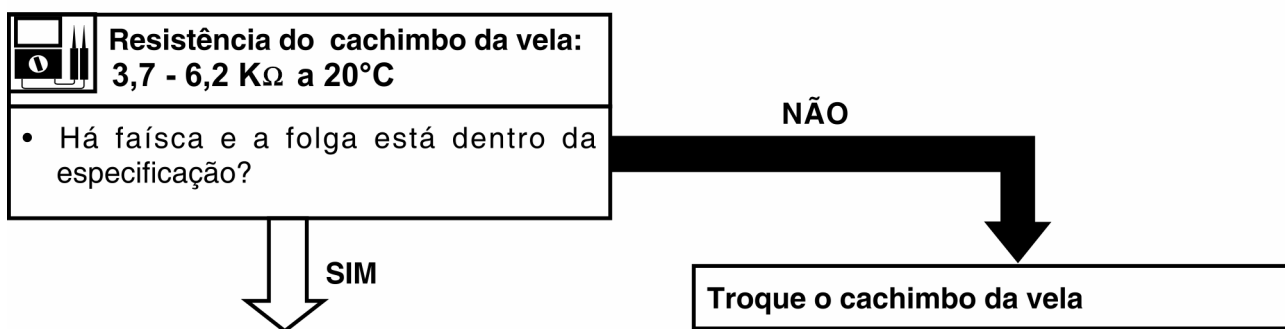 Resistência do cachimbo da vela:
3,7 - 6,2 KΩ a 20°C
• Há faísca e a folga está dentro da
especificação?
NÃO
SIM
Troque o cachimbo da vela